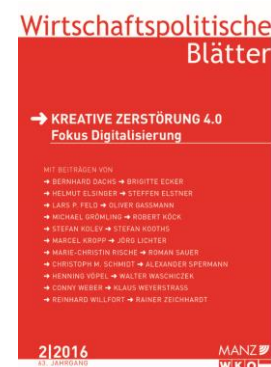 Wirtschaftspolitische
Blätter
➔ KREATIVE ZERSTÖRUNG 4.0
Fokus Digitalisierung
MIT BEITRÄGEN VON
➔ BERNHARD DACHS ➔ BRIGITTE ECKER
➔ HELMUT ELSINGER ➔ STEFFEN ELSTNER
➔ LARS P. FELD ➔ OLIVER GASSMANN
➔ MICHAEL GRÖMLING ➔ ROBERT KÖCK
➔ STEFAN KOLEV ➔ STEFAN KOOTHS
➔ MARCEL KROPP ➔ JÖRG LICHTER
➔ MARIE-CHRISTIN RISCHE ➔ ROMAN SAUER
➔ CHRISTOPH M. SCHMIDT ➔ ALEXANDER SPERMANN
➔ HENNING VÖPEL ➔ WALTER WASCHICZEK
➔ CONNY WEBER ➔ KLAUS WEYERSTRASS
➔ REINHARD WILLFORT ➔ RAINER ZEICHHARDT
2|2016
63. JAHRGANG
MANZ
WKO